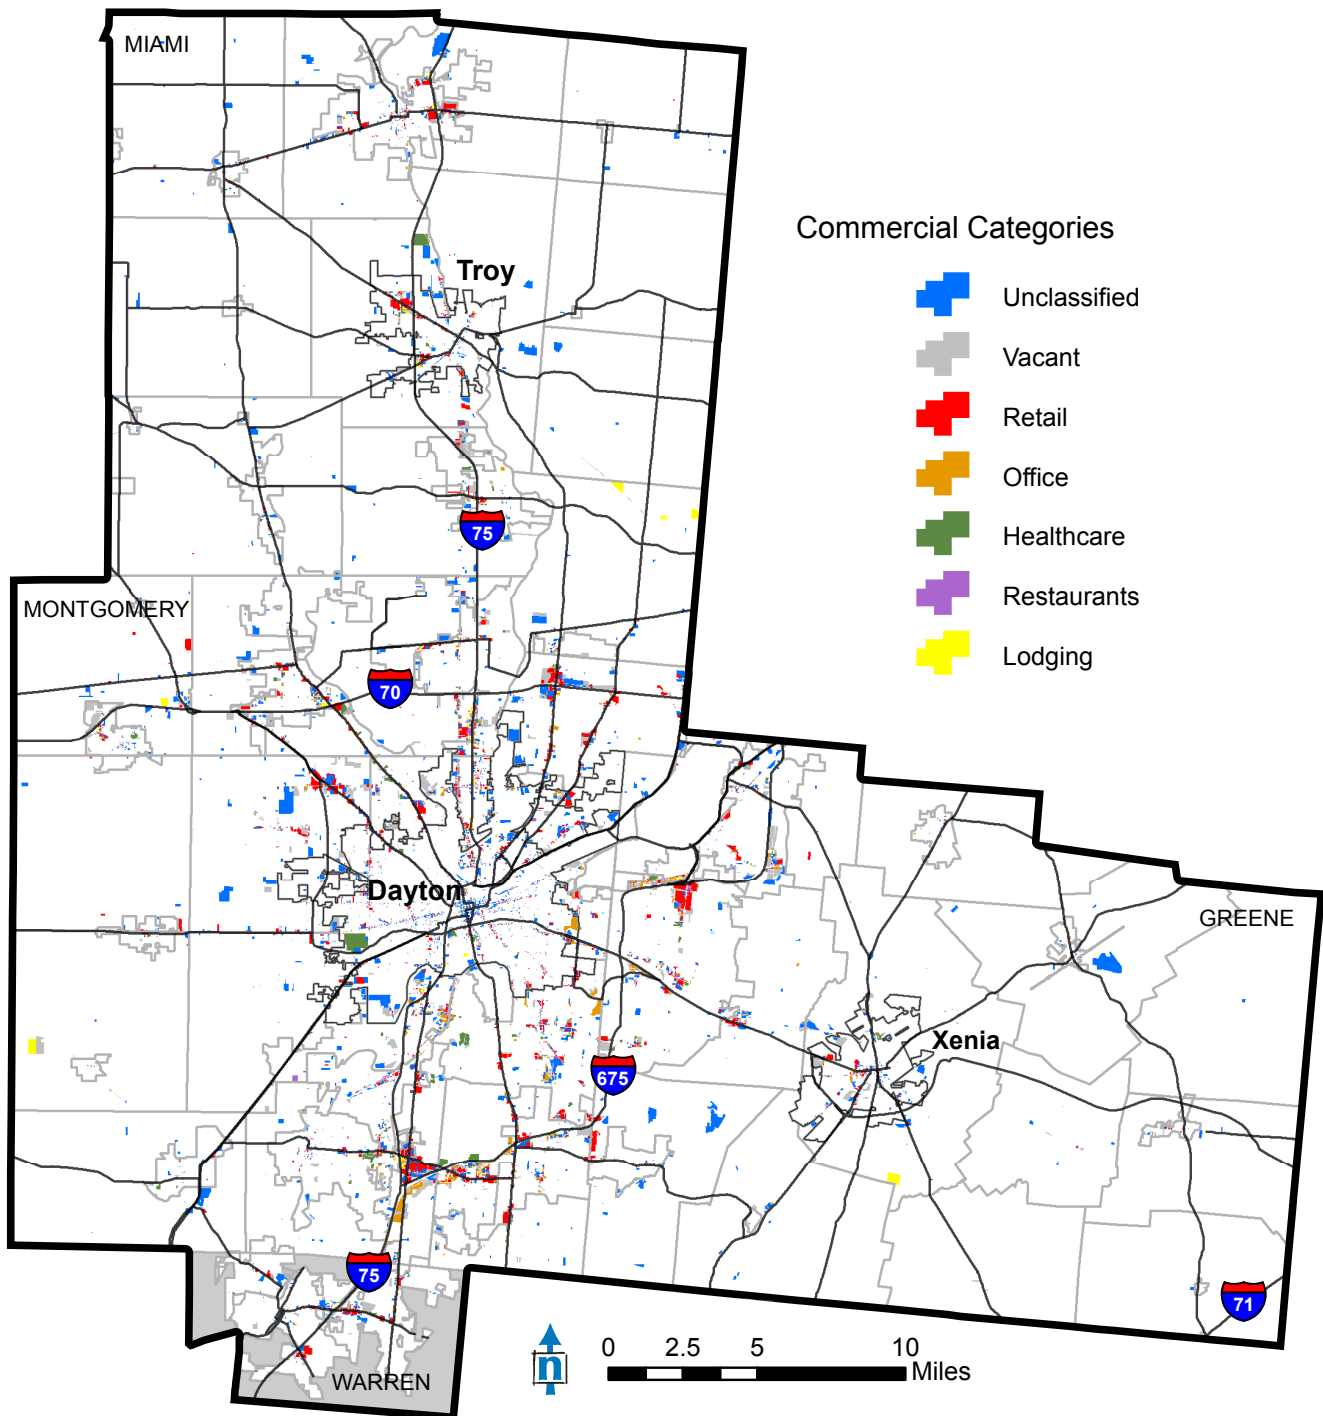 MIAMI
Commercial Categories
Troy
Unclassified
Vacant
Retail
Office
Healthcare
Restaurants
Lodging
75
MONTGOMERY
70
Dayton
GREENE
Xenia
675
75
71
WARREN
n
0 2.5 5 10
Miles